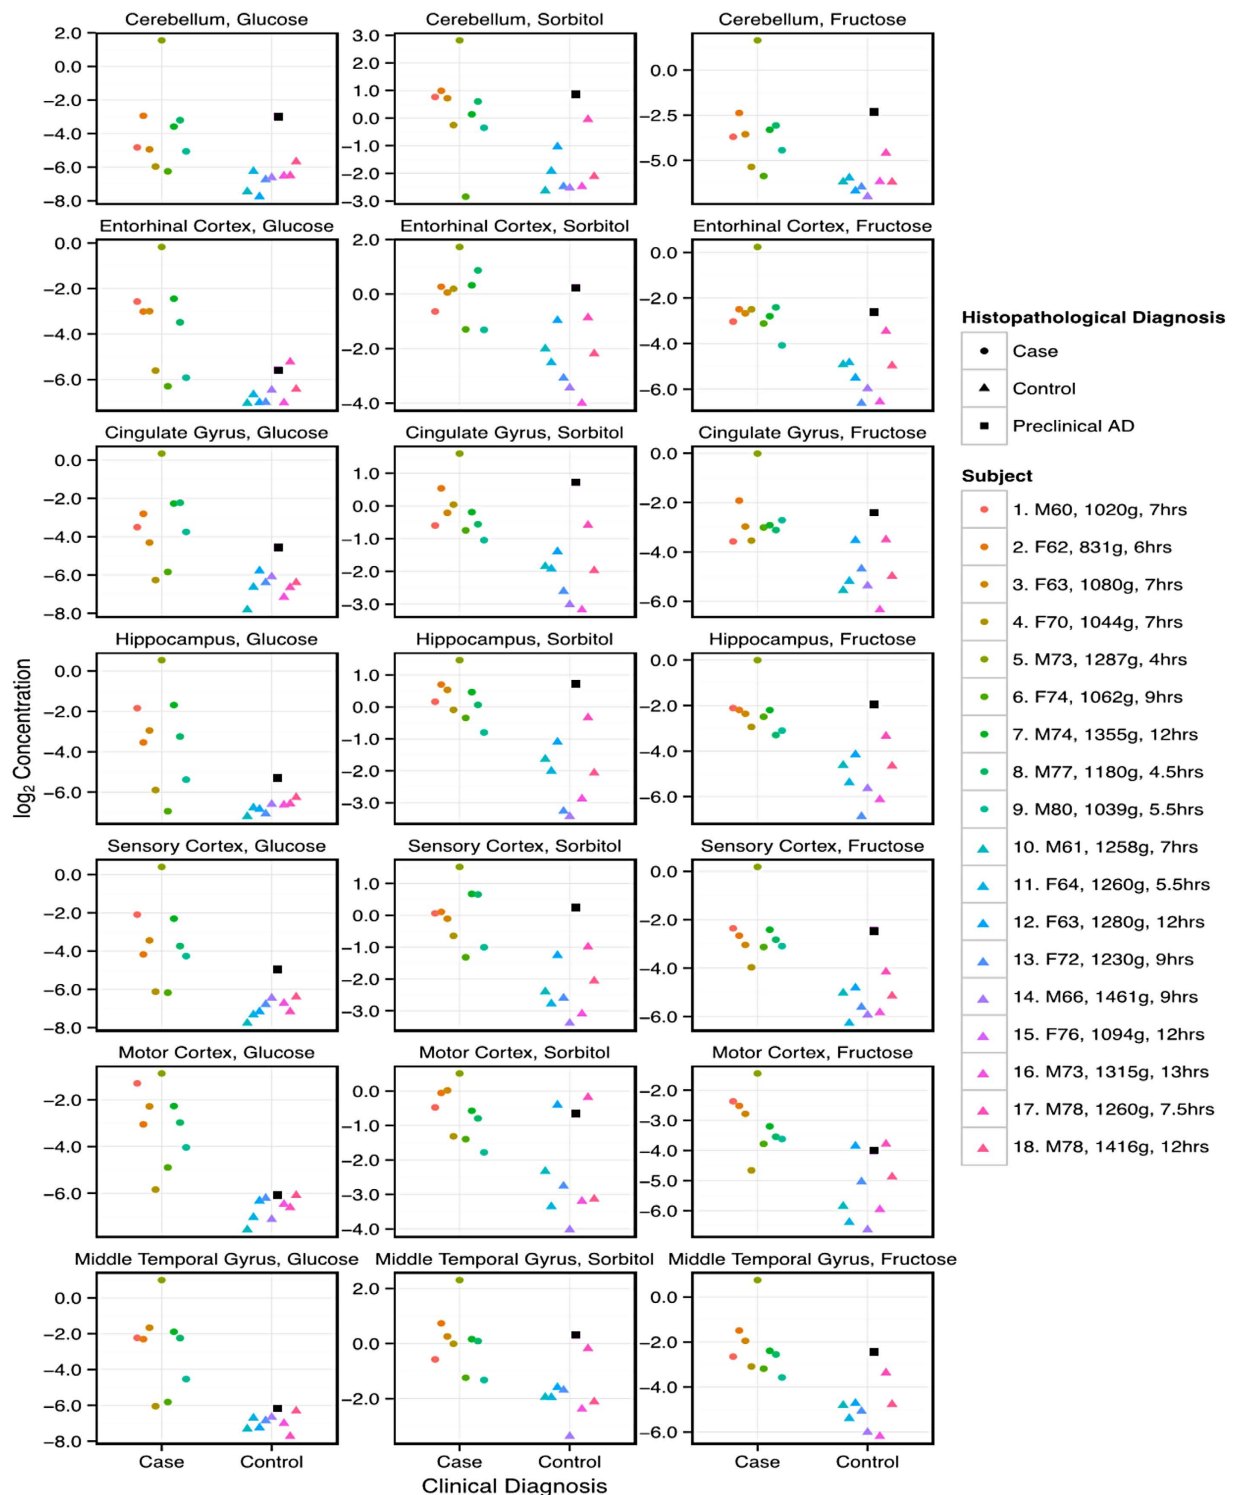 Cerebellum, Glucose
Cerebellum, Sorbitol
Cerebellum, Fructose
2.0
0.0
−2.0
−4.0
−6.0
−8.0
3.0
2.0
1.0
0.0
−1.0
−2.0
−3.0
0.0
−2.5
−5.0
Entorhinal Cortex, Glucose
Entorhinal Cortex, Sorbitol
Entorhinal Cortex, Fructose
0.0
−2.0
−4.0
−6.0
2.0
0.0
−2.0
−4.0
0.0
−2.0
−4.0
−6.0
Cingulate Gyrus, Glucose
Cingulate Gyrus, Sorbitol
Cingulate Gyrus, Fructose
0.0
−2.0
−4.0
−6.0
−8.0
1.0
0.0
−1.0
−2.0
−3.0
0.0
−2.0
−4.0
−6.0
Hippocampus, Glucose
Hippocampus, Sorbitol
Hippocampus, Fructose
0.0
−2.0
−4.0
−6.0
1.0
0.0
−1.0
−2.0
−3.0
0.0
−2.0
−4.0
−6.0
Sensory Cortex, Glucose
Sensory Cortex, Sorbitol
Sensory Cortex, Fructose
0.0
−2.0
−4.0
−6.0
−8.0
1.0
0.0
−1.0
−2.0
−3.0
0.0
−2.0
−4.0
−6.0
Motor Cortex, Glucose
Motor Cortex, Sorbitol
Motor Cortex, Fructose
−2.0
−4.0
−6.0
0.0
−1.0
−2.0
−3.0
−4.0
−2.0
−3.0
−4.0
−5.0
−6.0
Middle Temporal Gyrus, Glucose
Middle Temporal Gyrus, Sorbitol
Middle Temporal Gyrus, Fructose
0.0
−2.0
−4.0
−6.0
−8.0
2.0
0.0
−2.0
0.0
−2.0
−4.0
−6.0
Case
Control
Case
Control
Case
Control
Clinical Diagnosis
log₂ Concentration
Histopathological Diagnosis
Case
Control
Preclinical AD
Subject
1. M60, 1020g, 7hrs
2. F62, 831g, 6hrs
3. F63, 1080g, 7hrs
4. F70, 1044g, 7hrs
5. M73, 1287g, 4hrs
6. F74, 1062g, 9hrs
7. M74, 1355g, 12hrs
8. M77, 1180g, 4.5hrs
9. M80, 1039g, 5.5hrs
10. M61, 1258g, 7hrs
11. F64, 1260g, 5.5hrs
12. F63, 1280g, 12hrs
13. F72, 1230g, 9hrs
14. M66, 1461g, 9hrs
15. F76, 1094g, 12hrs
16. M73, 1315g, 13hrs
17. M78, 1260g, 7.5hrs
18. M78, 1416g, 12hrs